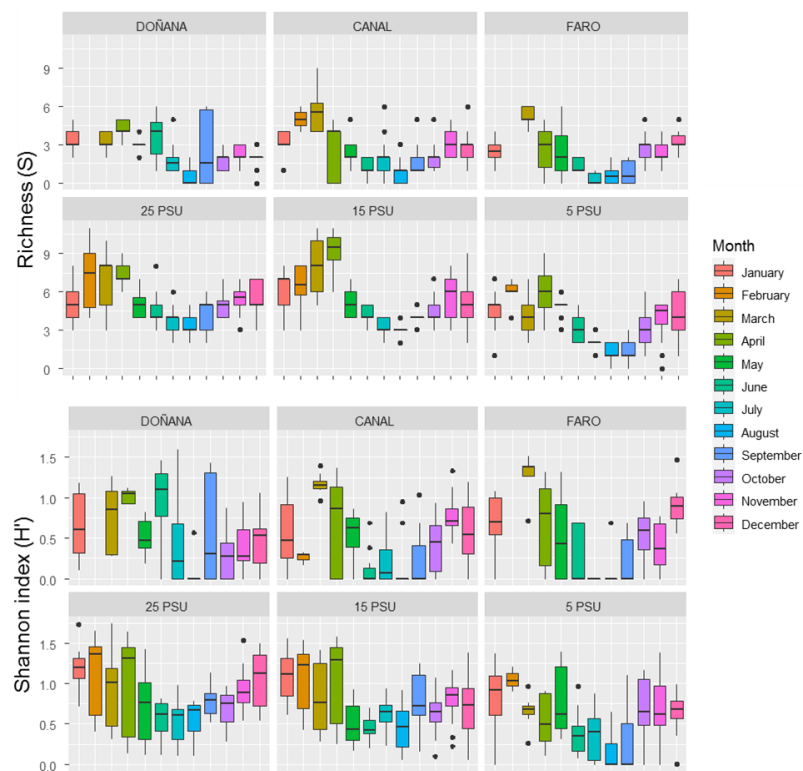 DOÑANA CANAL FARO
9
6
3
0
Richness (S)
25 PSU 15 PSU 5 PSU
9
6
3
0
Month
January
February
March
April
May
June
July
August
September
October
November
December
DOÑANA CANAL FARO
1.5
1.0
0.5
0.0
Shannon index (H')
25 PSU 15 PSU 5 PSU
1.5
1.0
0.5
0.0